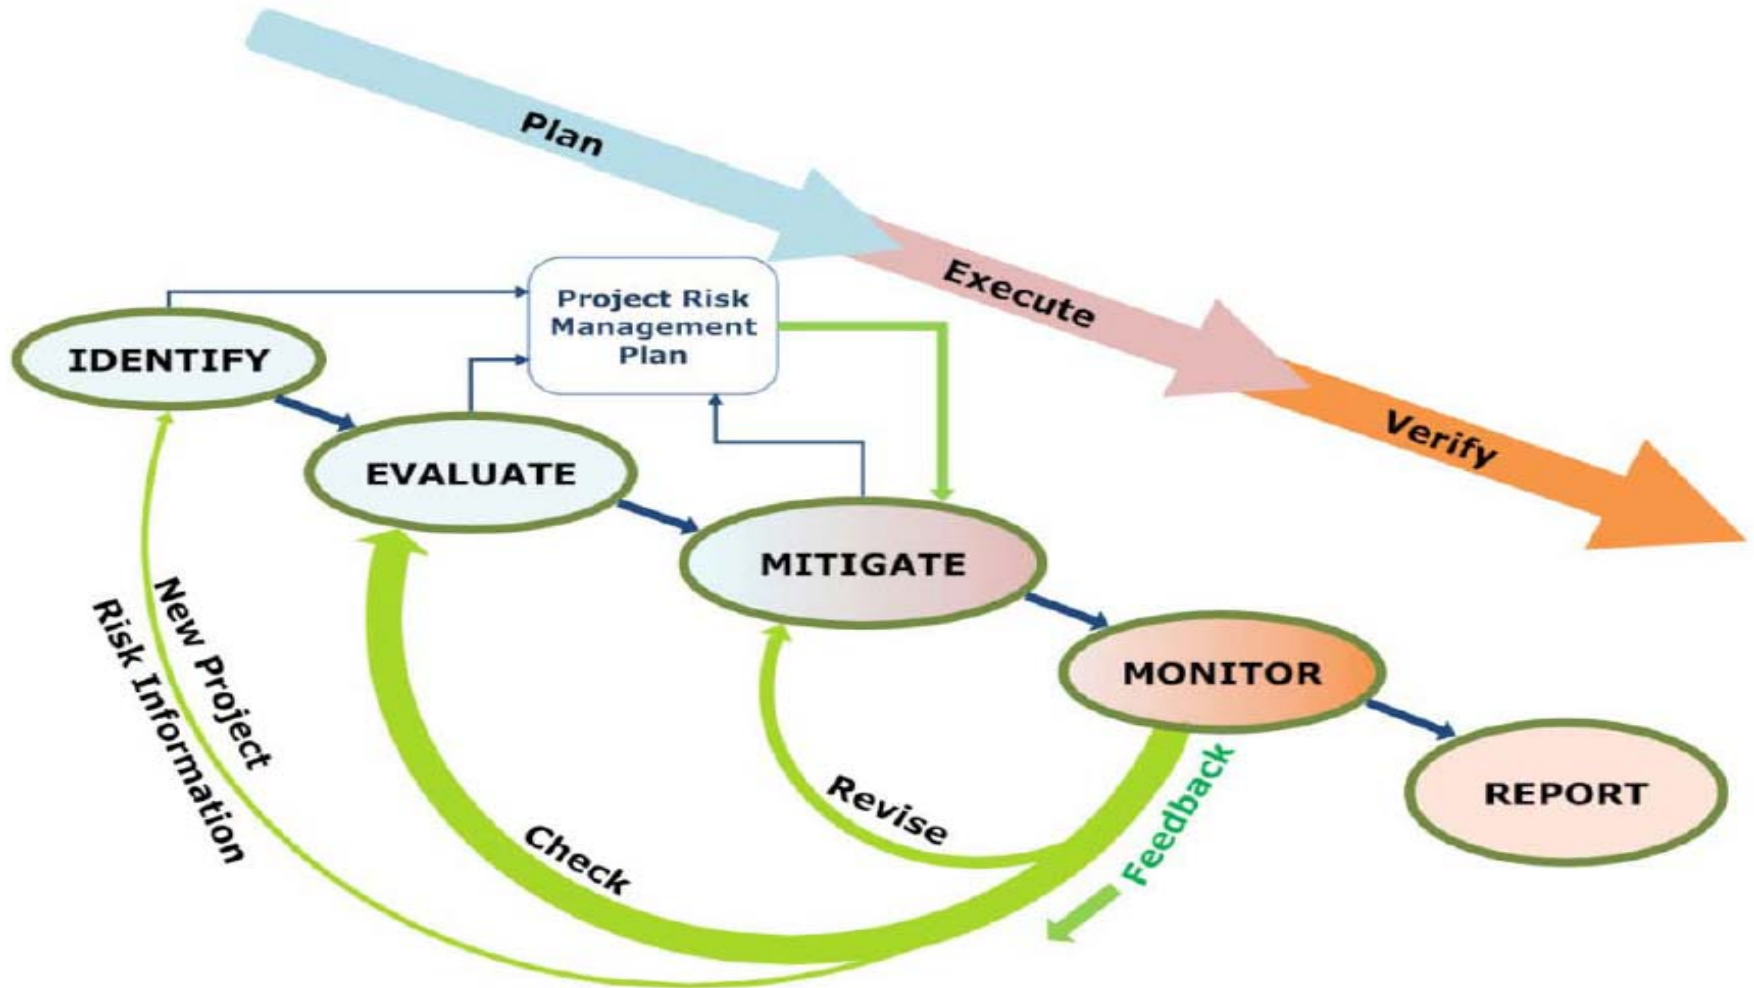 Plan
Execute
Verify
Project Risk
Management
Plan
IDENTIFY
EVALUATE
MITIGATE
MONITOR
REPORT
New Project
Risk Information
Check
Revise
Feedback